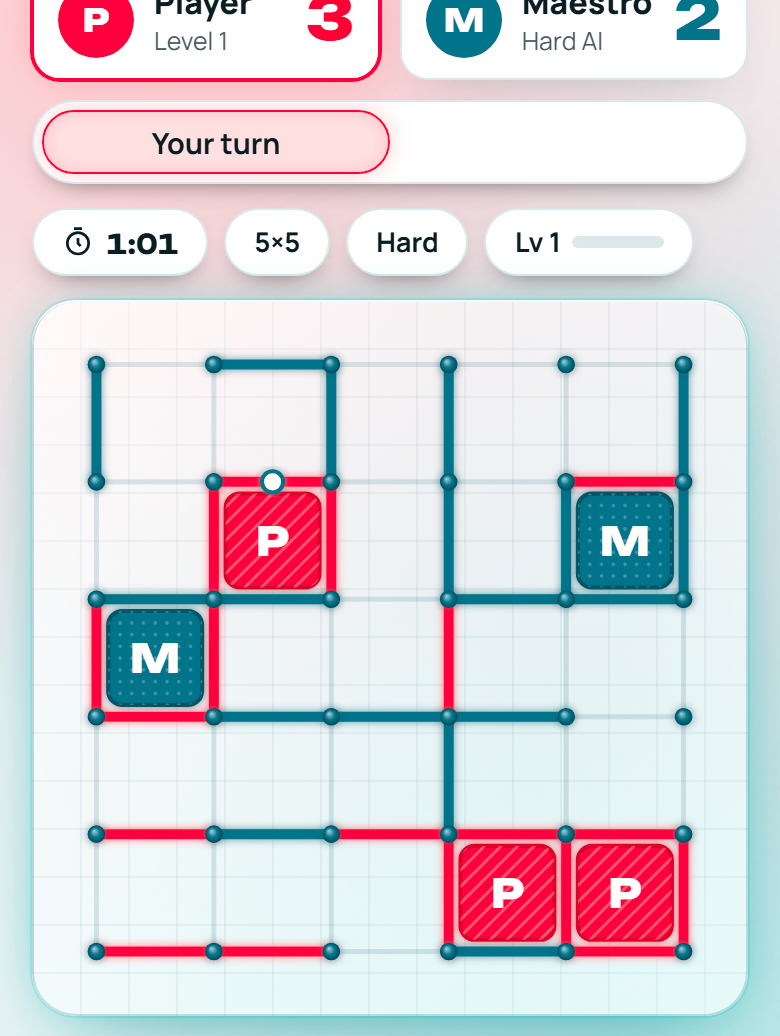 P
Player
Level 1
3
M
Maestro
Hard AI
2
Your turn
1:01
5×5
Hard
Lv 1
P
M
M
P
P